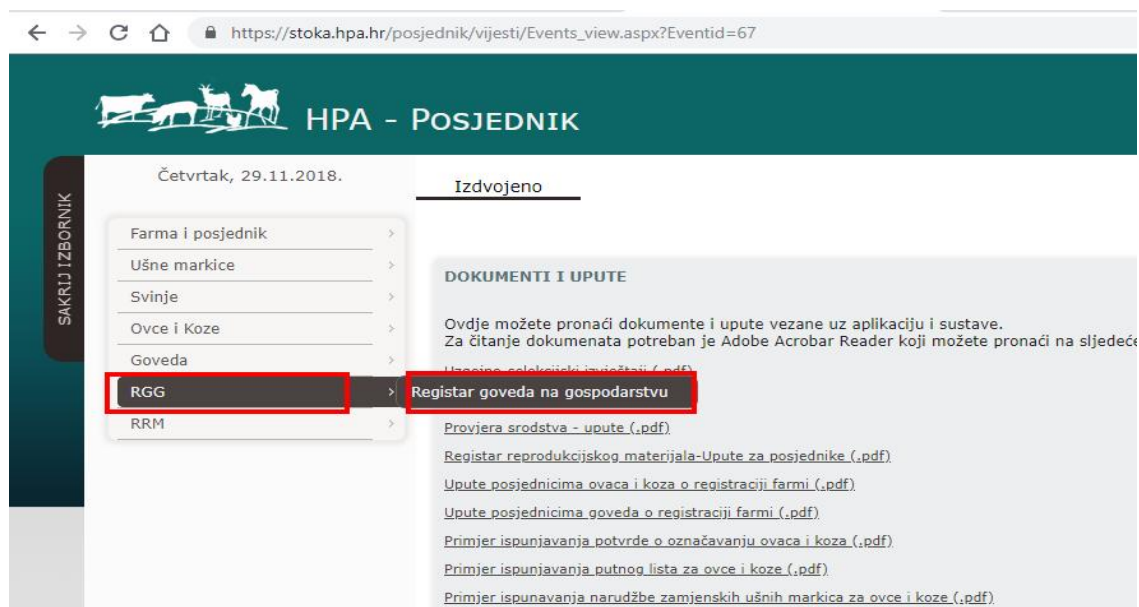 https://stoka.hpa.hr/posjednik/vijesti/Events_view.aspx?Eventid=67
HPA - POSJEDNIK
SAKRIJ IZBORNIK
Četvrtak, 29.11.2018.
Farma i posjednik
Ušne markice
Svinje
Ovce i Koze
Goveda
RGG
Registar goveda na gospodarstvu
RRM
Izdvojeno
DOKUMENTI I UPUTE
Ovdje možete pronaći dokumente i upute vezane uz aplikaciju i sustave.
Za čitanje dokumenata potreban je Adobe Acrobar Reader koji možete pronaći na sljedeće
Uzgojno-selekcijski izvještaji (.pdf)
Provjera srodstva - upute (.pdf)
Registar reprodukcijskog materijala-Upute za posjednike (.pdf)
Upute posjednicima ovaca i koza o registraciji farmi (.pdf)
Upute posjednicima goveda o registraciji farmi (.pdf)
Primjer ispunjavanja potvrde o označavanju ovaca i koza (.pdf)
Primjer ispunjavanja putnog lista za ovce i koze (.pdf)
Primjer ispunavanja narudžbe zamjenskih ušnih markica za ovce i koze (.pdf)